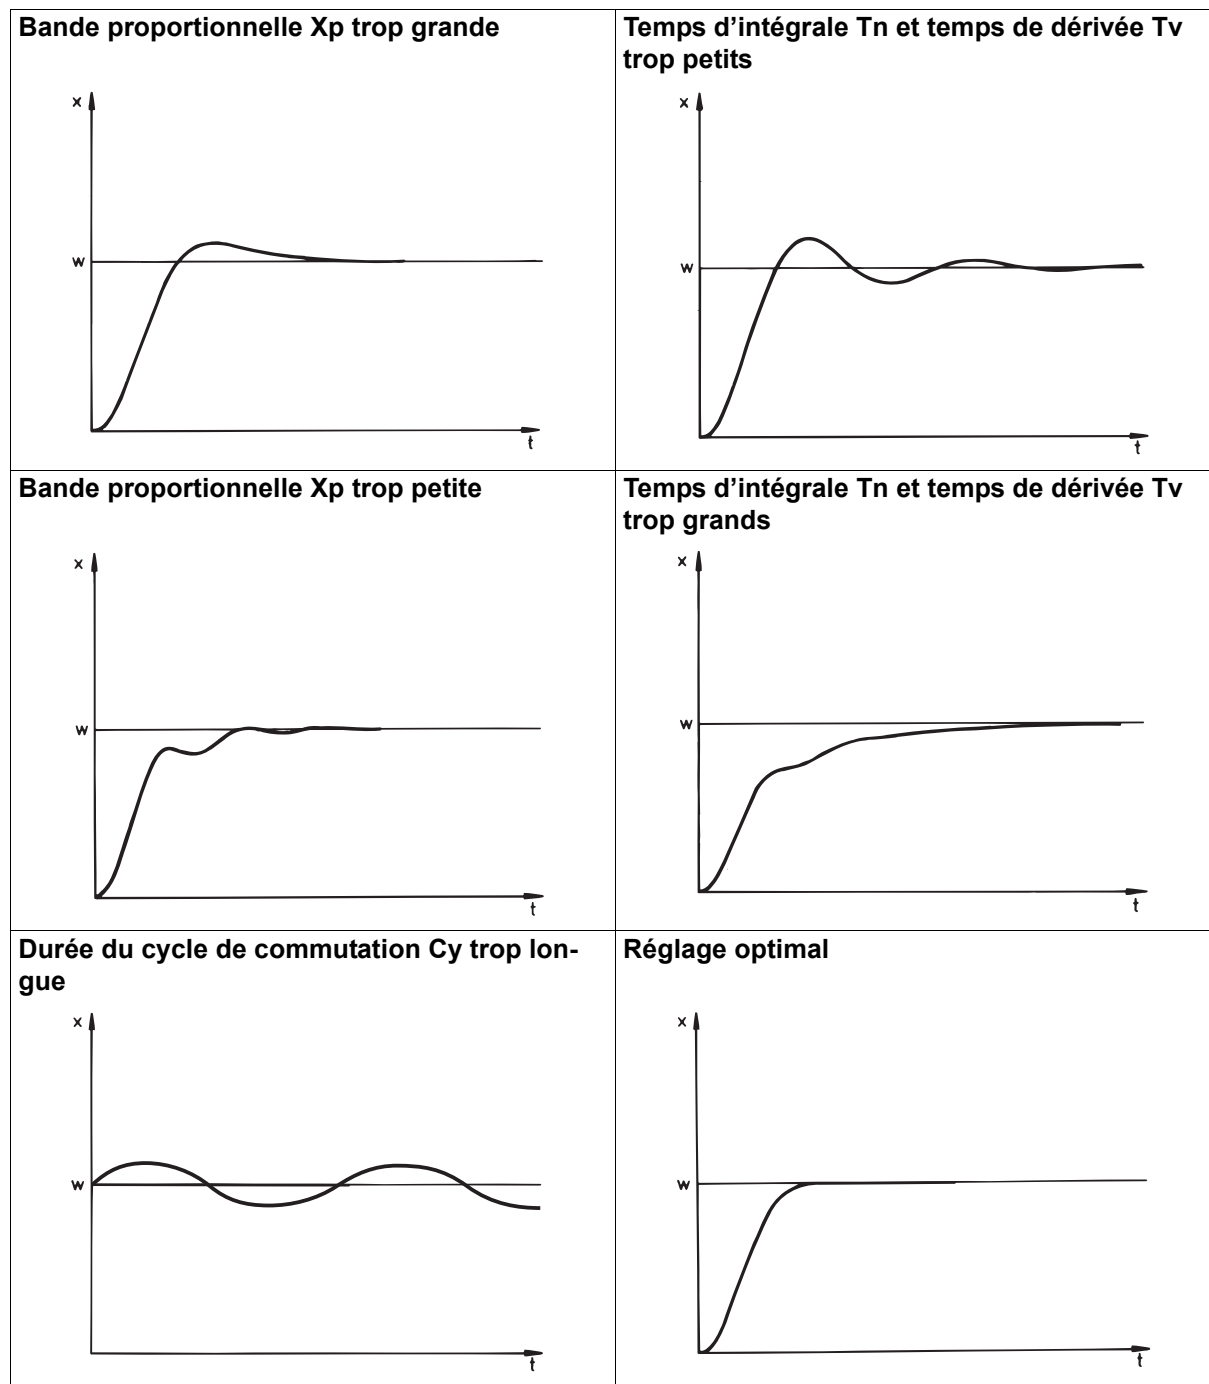 Bande proportionnelle Xp trop grande
x
w
t
Temps d’intégrale Tn et temps de dérivée Tv
trop petits
x
w
t
Bande proportionnelle Xp trop petite
x
w
t
Temps d’intégrale Tn et temps de dérivée Tv
trop grands
x
w
t
Durée du cycle de commutation Cy trop lon-
gue
x
w
t
Réglage optimal
x
w
t